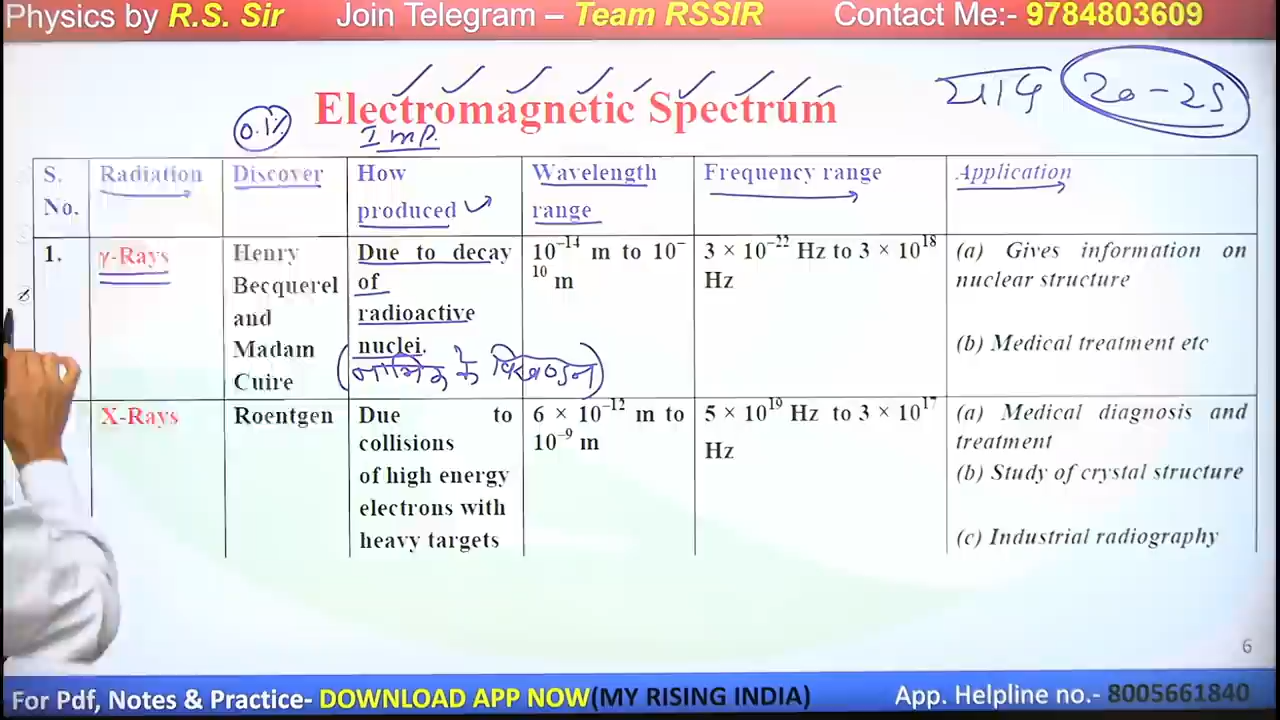 Physics by R.S. Sir Join Telegram – Team RSSIR Contact Me:- 9784803609
याद 20-25
Electromagnetic Spectrum
0.1% Imp.
S. No. Radiation Discover How produced Wavelength range Frequency range Application
1. γ-Rays
Henry
Becquerel
and
Madam
Cuire
Due to decay
of
radioactive
nuclei.
(नाभिक के विखण्डन)
10⁻¹⁴ m to 10⁻
¹⁰ m
3 × 10⁻²² Hz to 3 × 10¹⁸
Hz
(a) Gives information on
nuclear structure
(b) Medical treatment etc
X-Rays
Roentgen
Due to
collisions
of high energy
electrons with
heavy targets
6 × 10⁻¹² m to
10⁻⁹ m
5 × 10¹⁹ Hz to 3 × 10¹⁷
Hz
(a) Medical diagnosis and
treatment
(b) Study of crystal structure
(c) Industrial radiography
6
For Pdf, Notes & Practice- DOWNLOAD APP NOW(MY RISING INDIA) App. Helpline no.- 8005661840